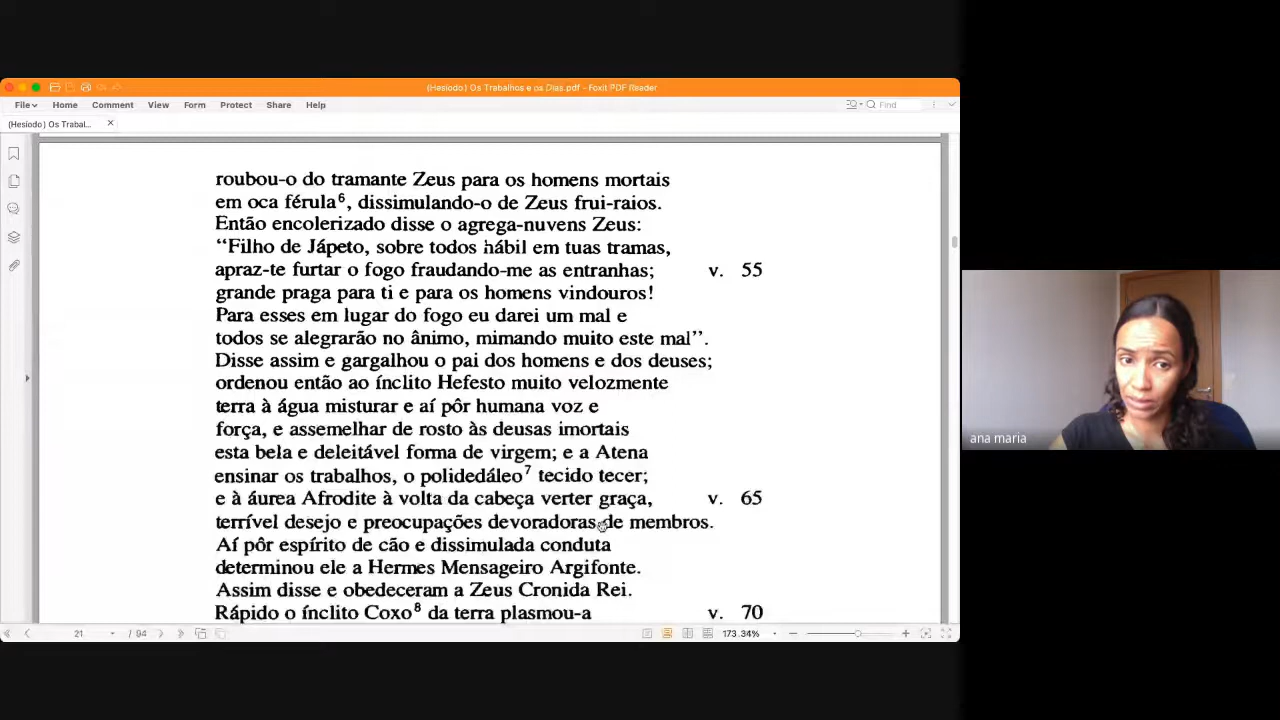 (Hesíodo) Os Trabalhos e os Dias.pdf - Foxit PDF Reader
File Home Comment View Form Protect Share Help Find
(Hesíodo) Os Trabal...
roubou-o do tramante Zeus para os homens mortais
em oca férula⁶, dissimulando-o de Zeus frui-raios.
Então encolerizado disse o agrega-nuvens Zeus:
“Filho de Jápeto, sobre todos hábil em tuas tramas,
apraz-te furtar o fogo fraudando-me as entranhas; v. 55
grande praga para ti e para os homens vindouros!
Para esses em lugar do fogo eu darei um mal e
todos se alegrarão no ânimo, mimando muito este mal”.
Disse assim e gargalhou o pai dos homens e dos deuses;
ordenou então ao ínclito Hefesto muito velozmente
terra à água misturar e aí pôr humana voz e
força, e assemelhar de rosto às deusas imortais
esta bela e deleitável forma de virgem; e a Atena
ensinar os trabalhos, o polidedáleo⁷ tecido tecer;
e à áurea Afrodite à volta da cabeça verter graça, v. 65
terrível desejo e preocupações devoradoras de membros.
Aí pôr espírito de cão e dissimulada conduta
determinou ele a Hermes Mensageiro Argifonte.
Assim disse e obedeceram a Zeus Cronida Rei.
Rápido o ínclito Coxo⁸ da terra plasmou-a v. 70
21 / 94 173.34%
ana maria